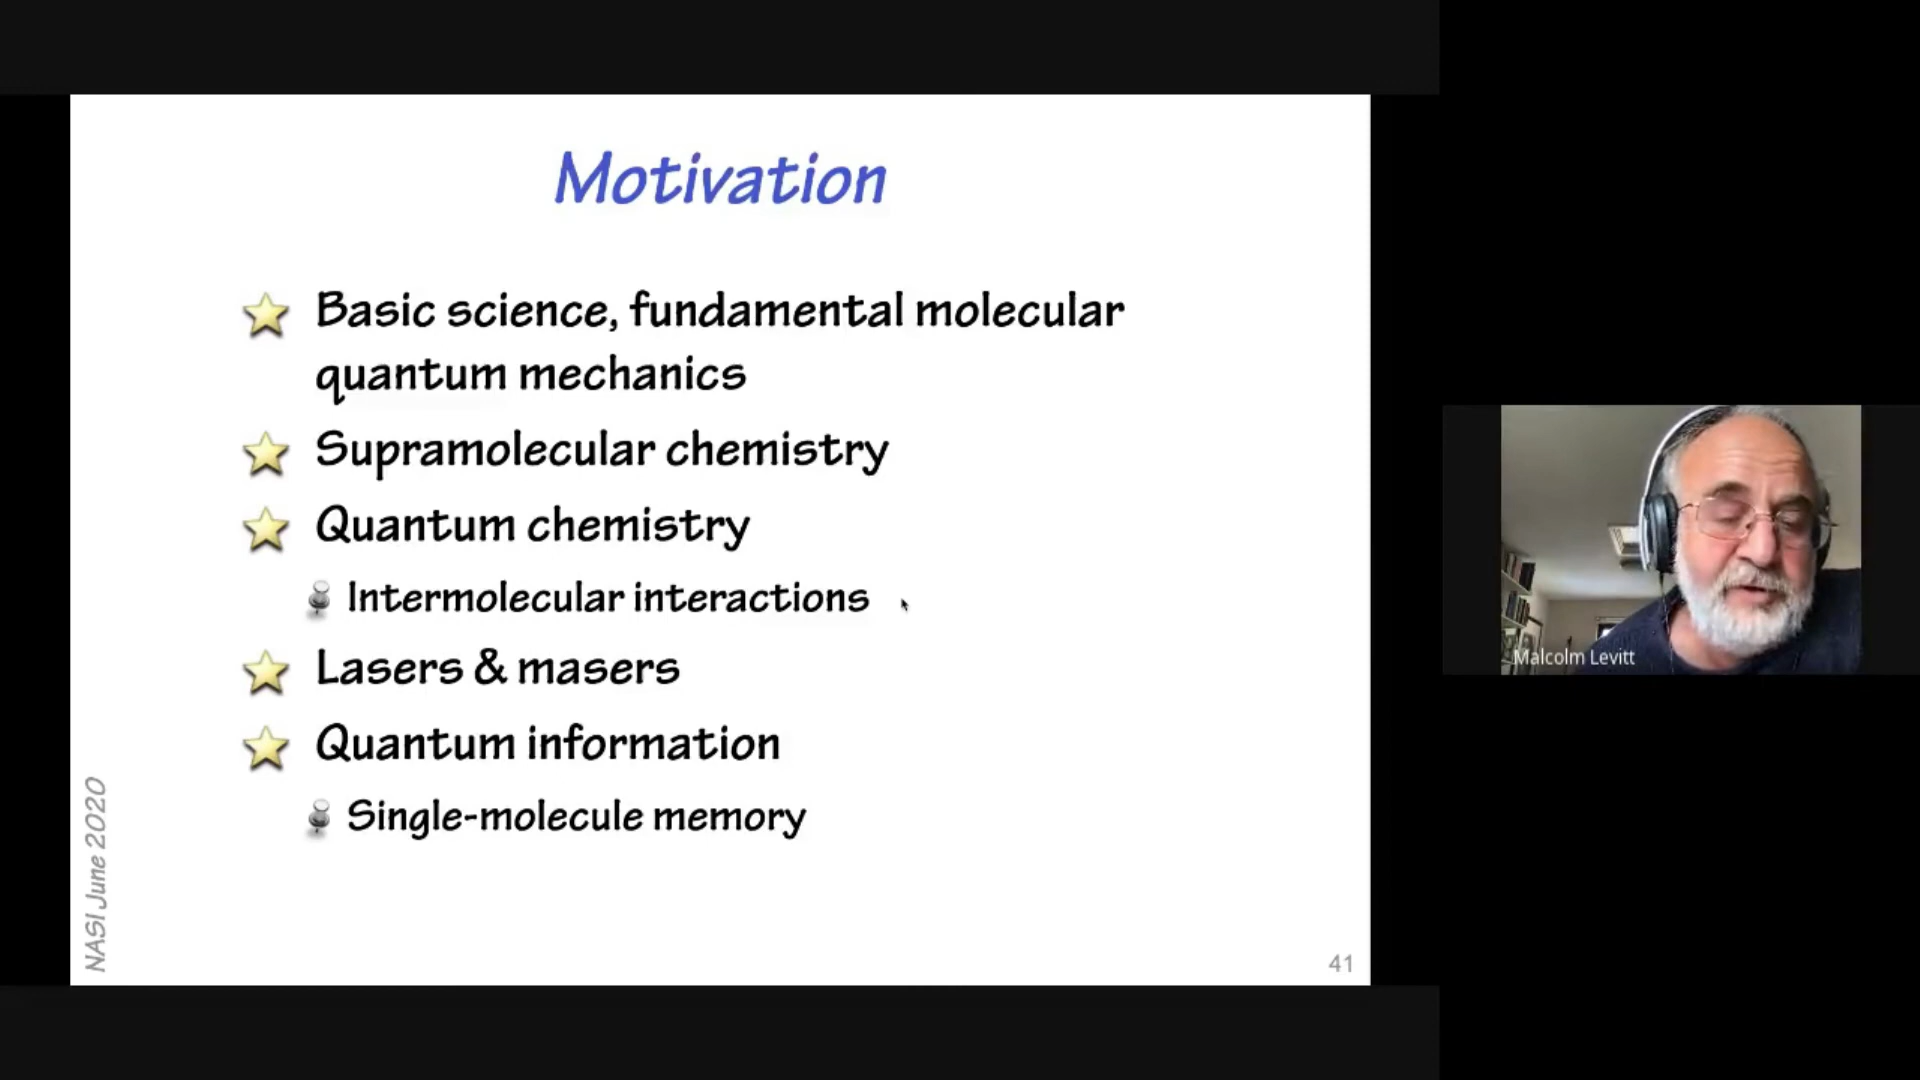 Motivation
Basic science, fundamental molecular
quantum mechanics
Supramolecular chemistry
Quantum chemistry
Intermolecular interactions
Lasers & masers
Quantum information
Single-molecule memory
NASI June 2020
41
Malcolm Levitt